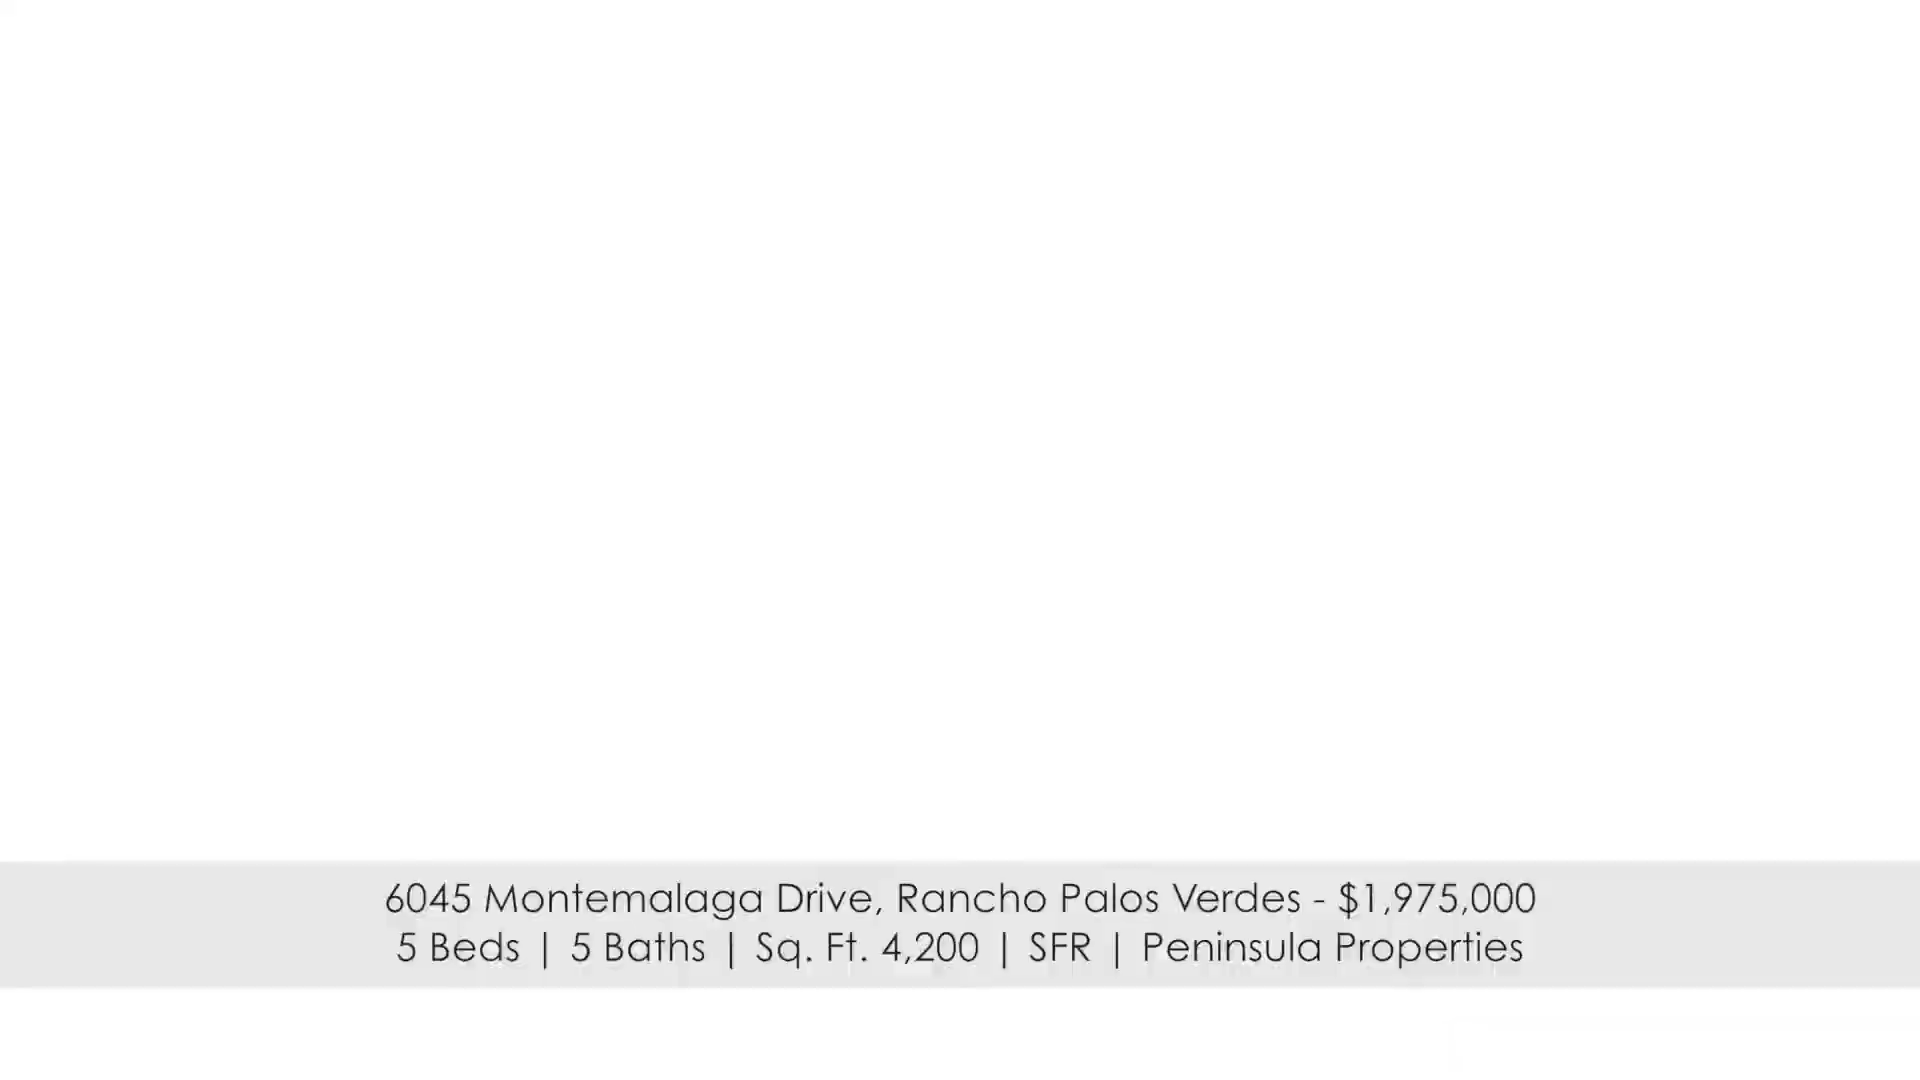 6045 Montemalaga Drive, Rancho Palos Verdes - $1,975,000
5 Beds | 5 Baths | Sq. Ft. 4,200 | SFR | Peninsula Properties